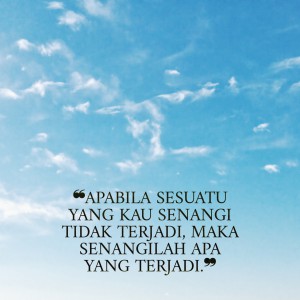 ❝APABILA SESUATU
YANG KAU SENANGI
TIDAK TERJADI, MAKA
SENANGILAH APA
YANG TERJADI.❞